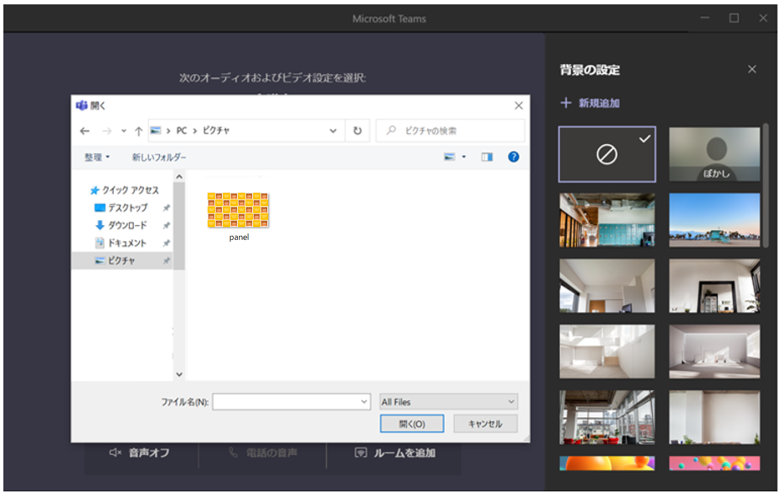 Microsoft Teams
次のオーディオおよびビデオ設定を選択:
背景の設定
+ 新規追加
ぼかし
開く
PC > ピクチャ
ピクチャの検索
整理
新しいフォルダー
クイック アクセス
デスクトップ
ダウンロード
ドキュメント
ピクチャ
panel
ファイル名(N):
All Files
開く(O)
キャンセル
音声オフ
電話の音声
ルームを追加